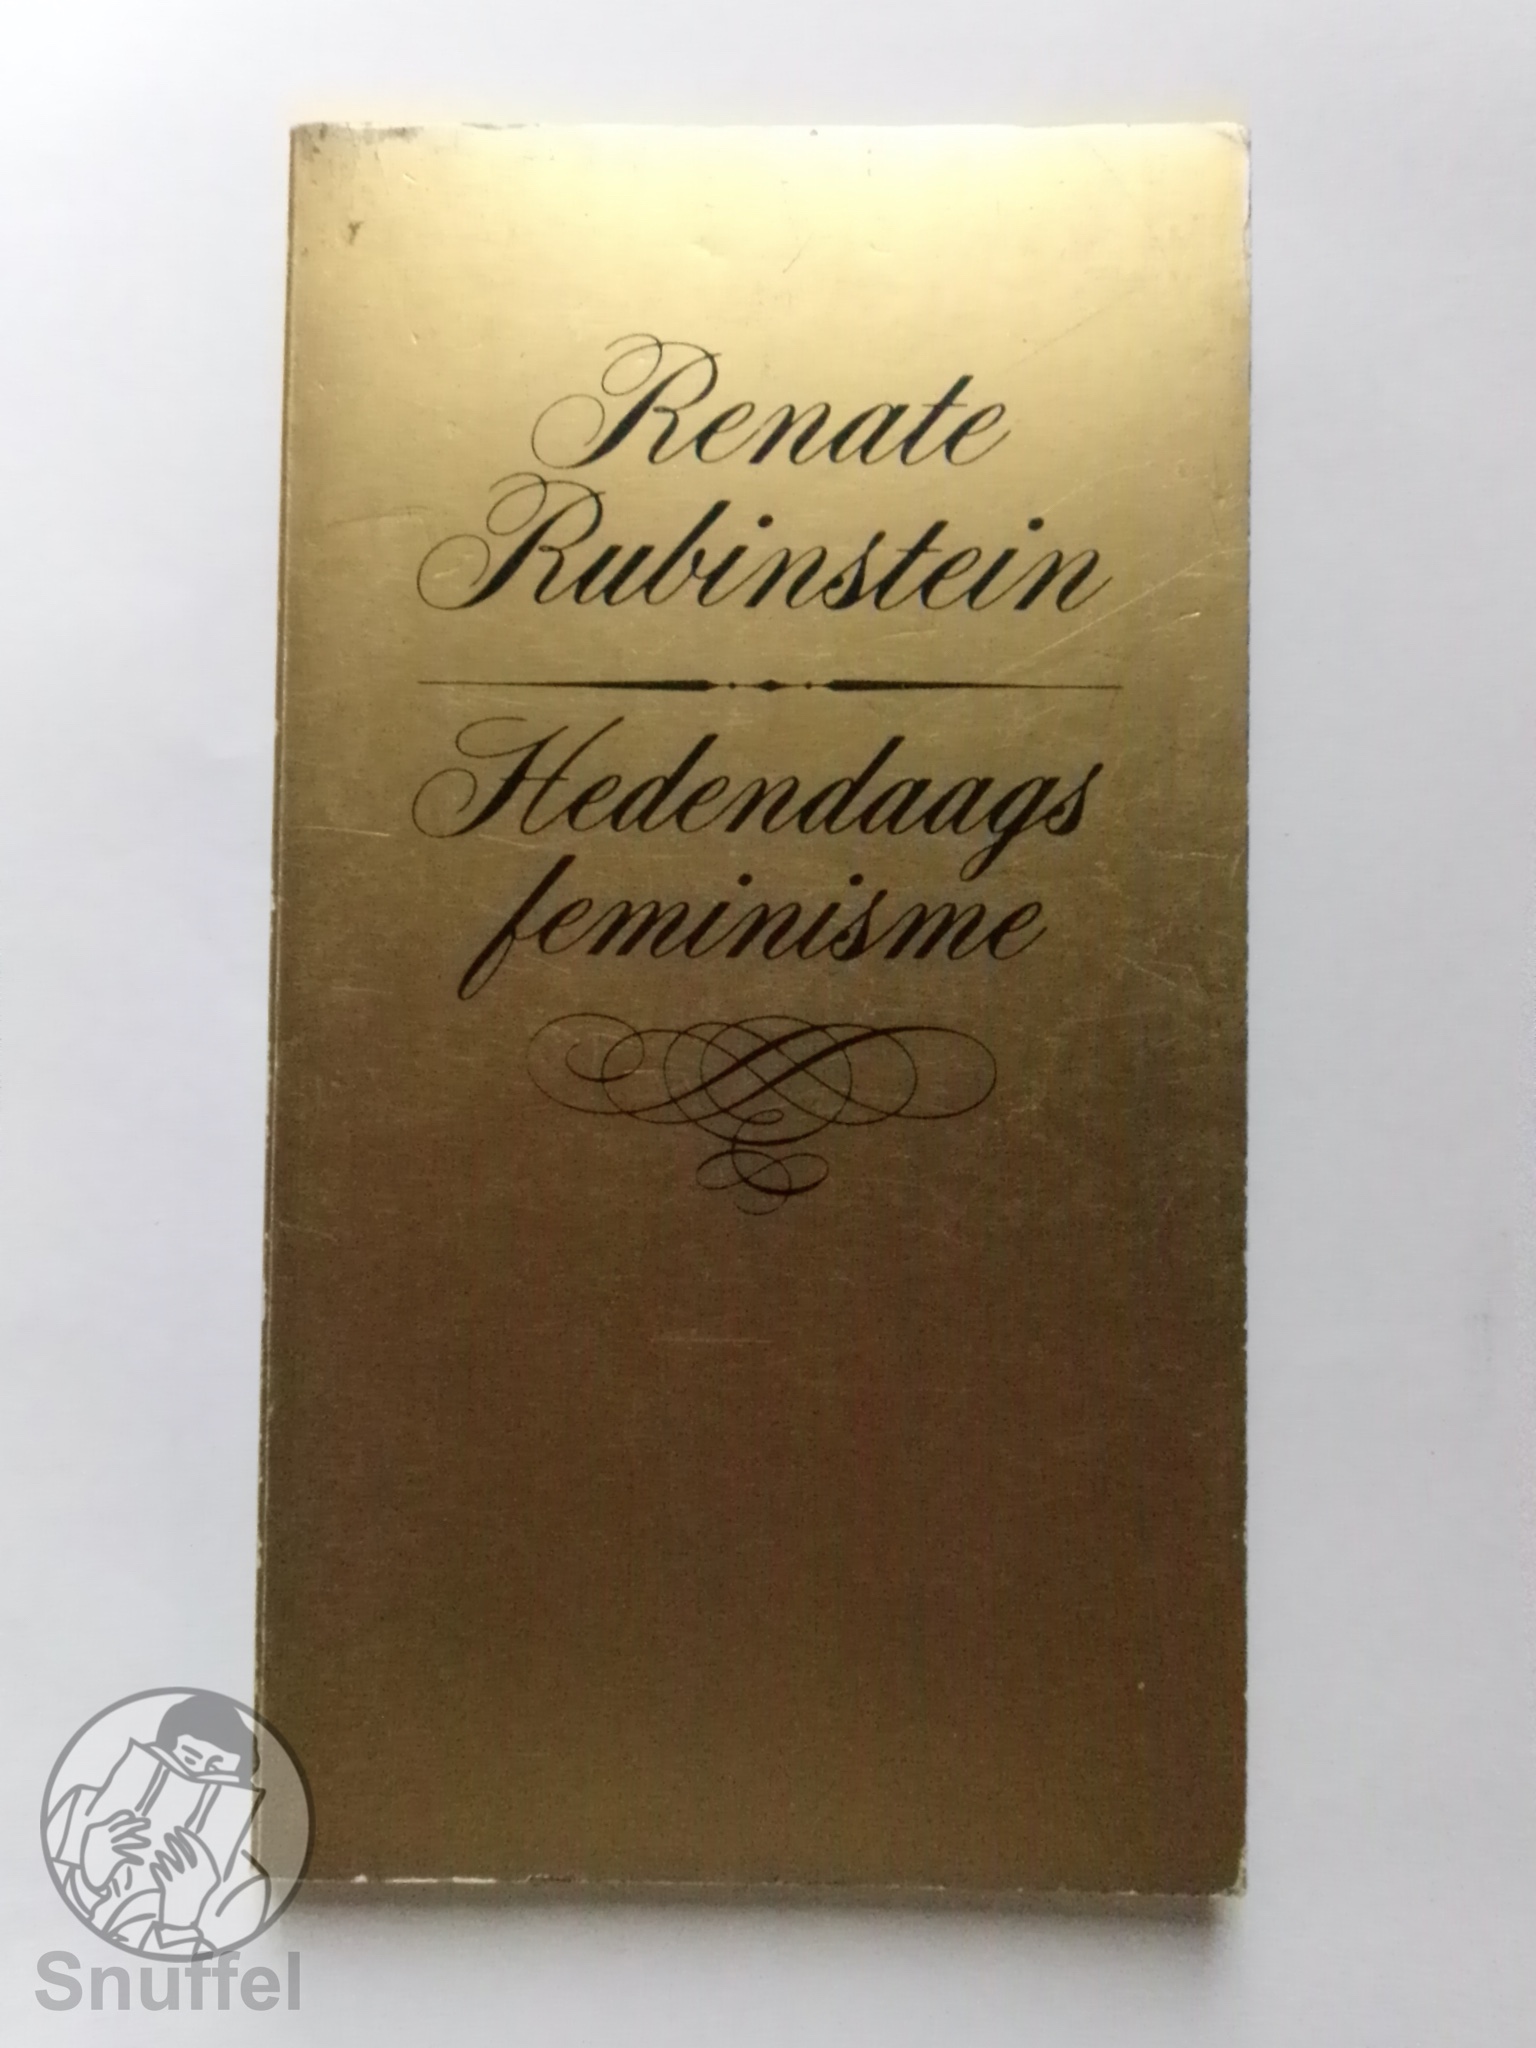 Renate
Rubinstein
Hedendaags
feminisme
Snuffel